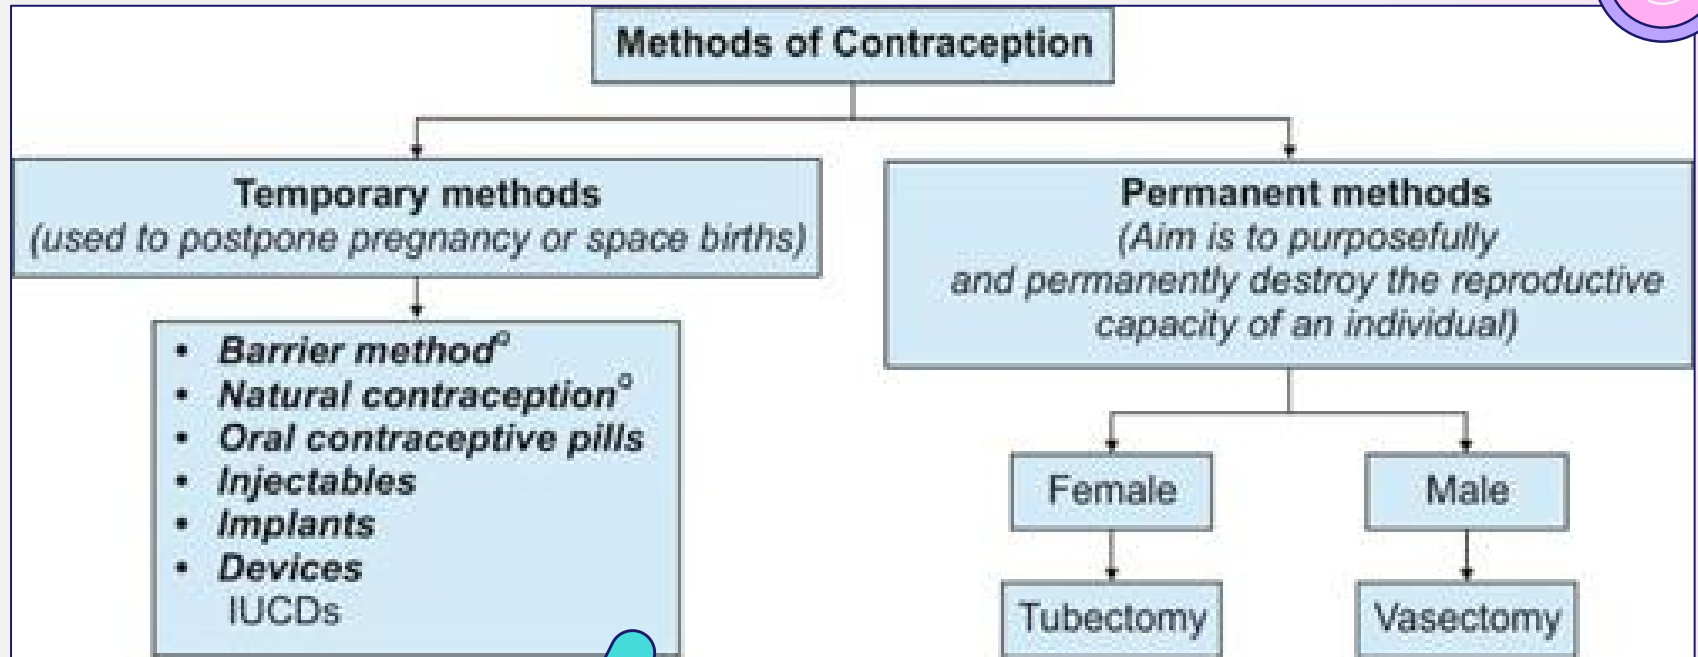 Methods of Contraception
Temporary methods
(used to postpone pregnancy or space births)
• Barrier methodQ
• Natural contraceptionQ
• Oral contraceptive pills
• Injectables
• Implants
• Devices
IUCDs
Permanent methods
(Aim is to purposefully
and permanently destroy the reproductive
capacity of an individual)
Female
Male
Tubectomy
Vasectomy